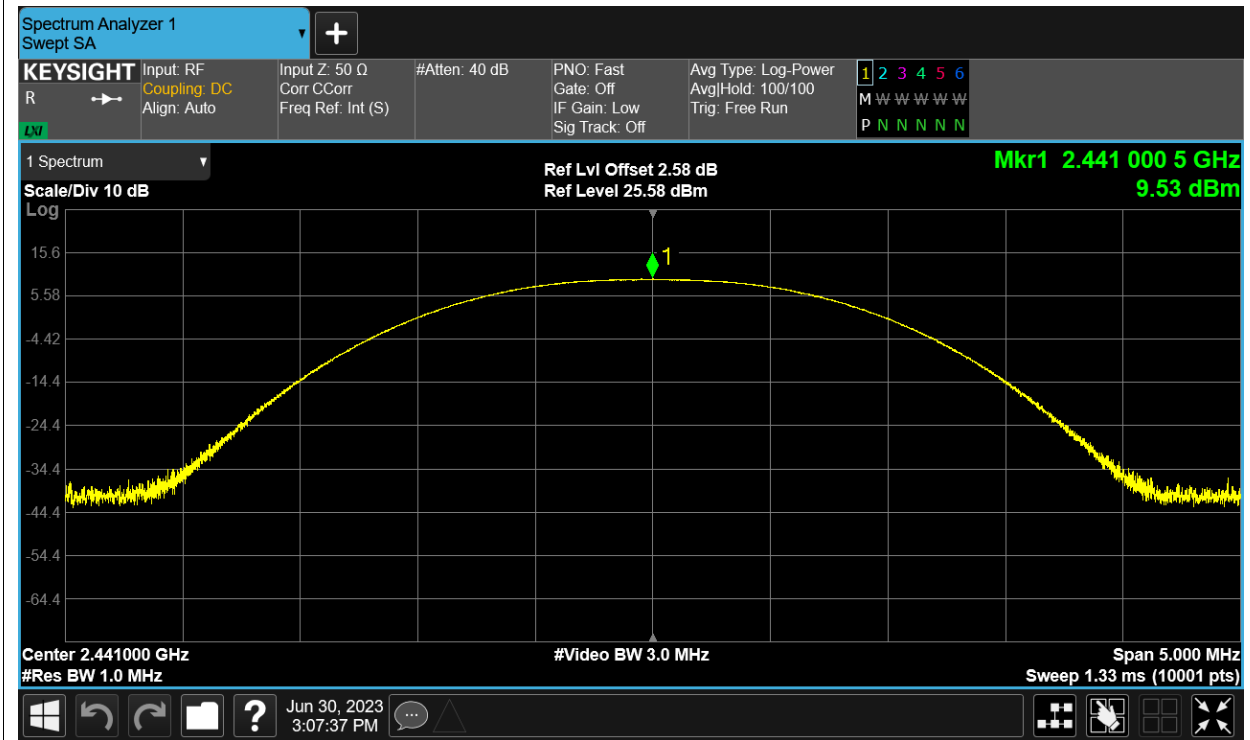 Spectrum Analyzer 1
Swept SA
KEYSIGHT Input: RF Input Z: 50 Ω #Atten: 40 dB PNO: Fast Avg Type: Log-Power 1 2 3 4 5 6
R Coupling: DC Corr CCorr Gate: Off Avg|Hold: 100/100 M W W W W W
Align: Auto Freq Ref: Int (S) IF Gain: Low Trig: Free Run
LXI Sig Track: Off P N N N N N
1 Spectrum Ref Lvl Offset 2.58 dB Mkr1 2.441 000 5 GHz
Scale/Div 10 dB Ref Level 25.58 dBm 9.53 dBm
Log
15.6
1
5.58
-4.42
-14.4
-24.4
-34.4
-44.4
-54.4
-64.4
Center 2.441000 GHz #Video BW 3.0 MHz Span 5.000 MHz
#Res BW 1.0 MHz Sweep 1.33 ms (10001 pts)
? Jun 30, 2023
3:07:37 PM